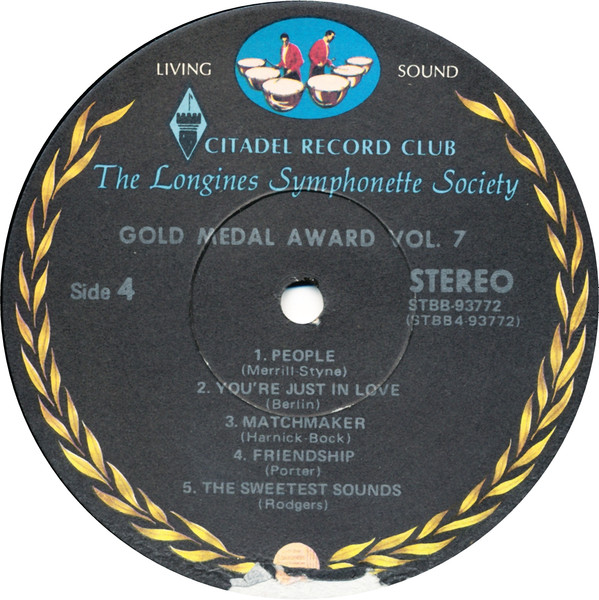 LIVING SOUND
CITADEL RECORD CLUB
The Longines Symphonette Society
GOLD MEDAL AWARD VOL. 7
Side 4
STEREO
STBB-93772
(STBB4-93772)
1. PEOPLE
(Merrill-Styne)
2. YOU'RE JUST IN LOVE
(Berlin)
3. MATCHMAKER
(Harnick-Bock)
4. FRIENDSHIP
(Porter)
5. THE SWEETEST SOUNDS
(Rodgers)